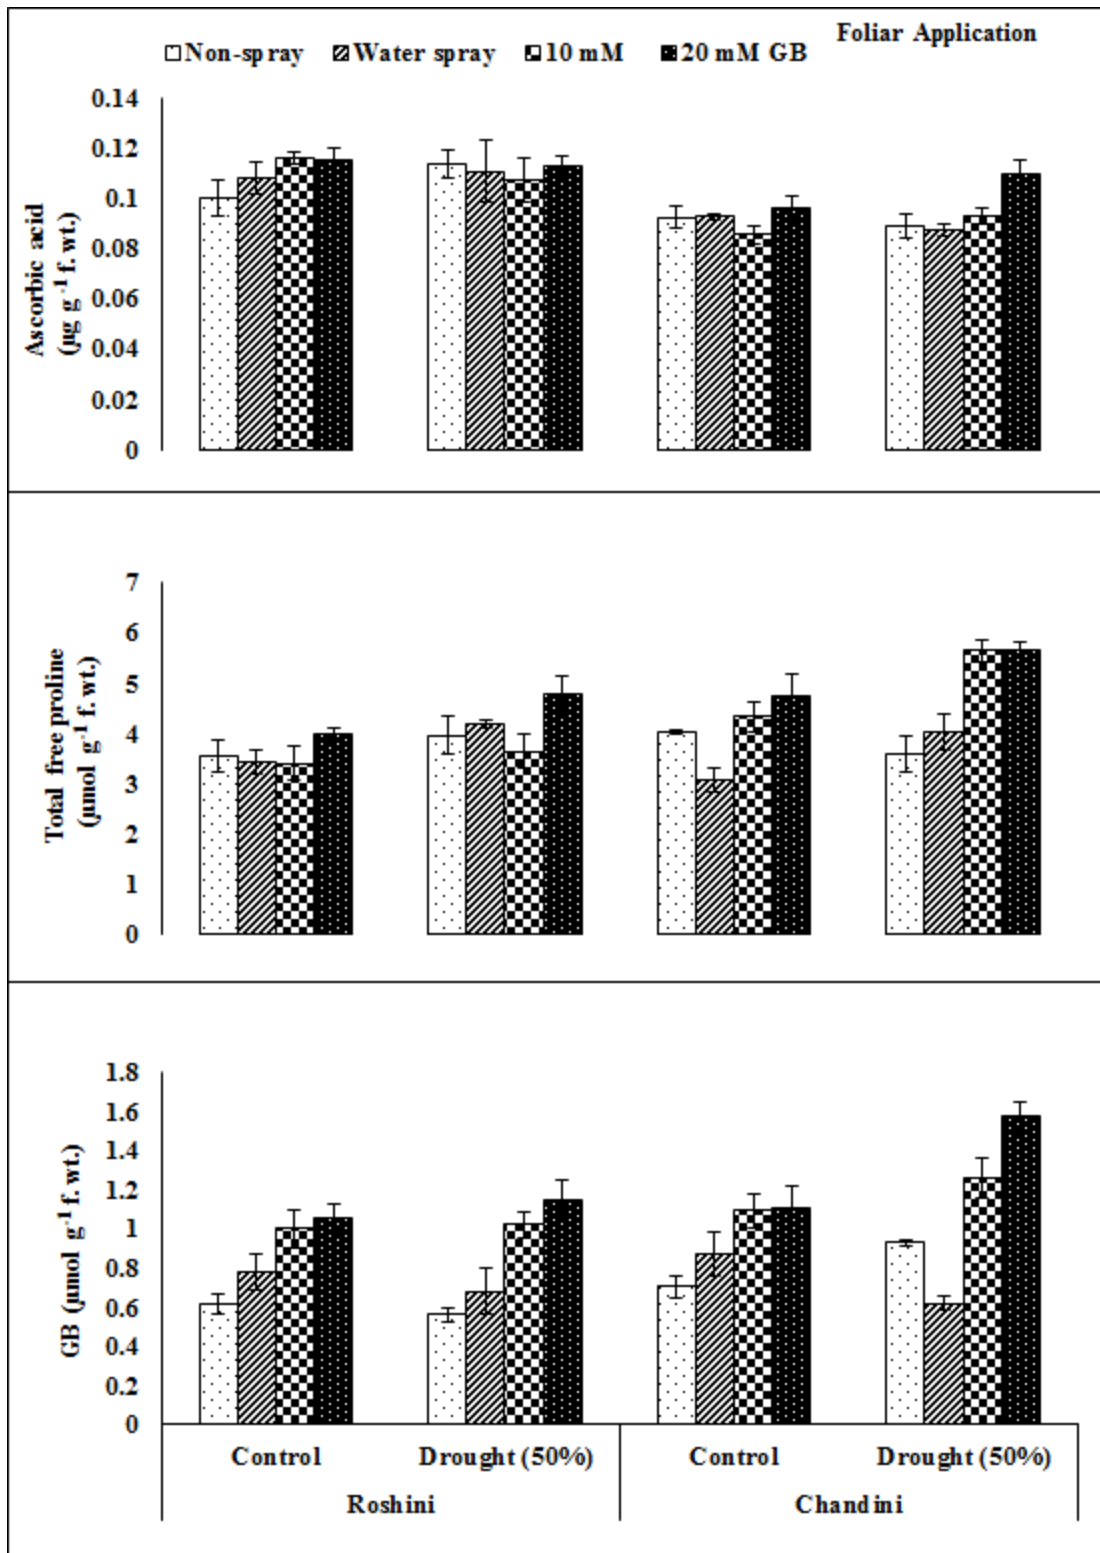 Foliar Application
Non-spray Water spray 10 mM 20 mM GB
0.14
0.12
0.1
0.08
0.06
0.04
0.02
0
Ascorbic acid
(µg g⁻¹ f. wt.)
7
6
5
4
3
2
1
0
Total free proline
(µmol g⁻¹ f. wt.)
1.8
1.6
1.4
1.2
1
0.8
0.6
0.4
0.2
0
GB (µmol g⁻¹ f. wt.)
Control Drought (50%) Control Drought (50%)
Roshini Chandini